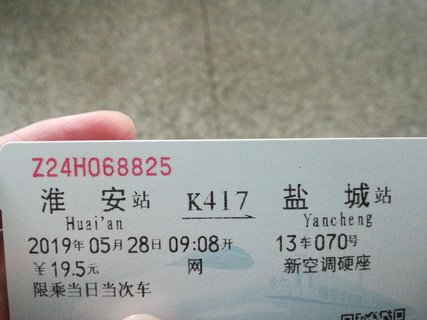 Z24H068825
淮安站 K417 盐城站
Huai'an Yancheng
2019年05月28日09:08开 13车070号
￥19.5元 网 新空调硬座
限乘当日当次车